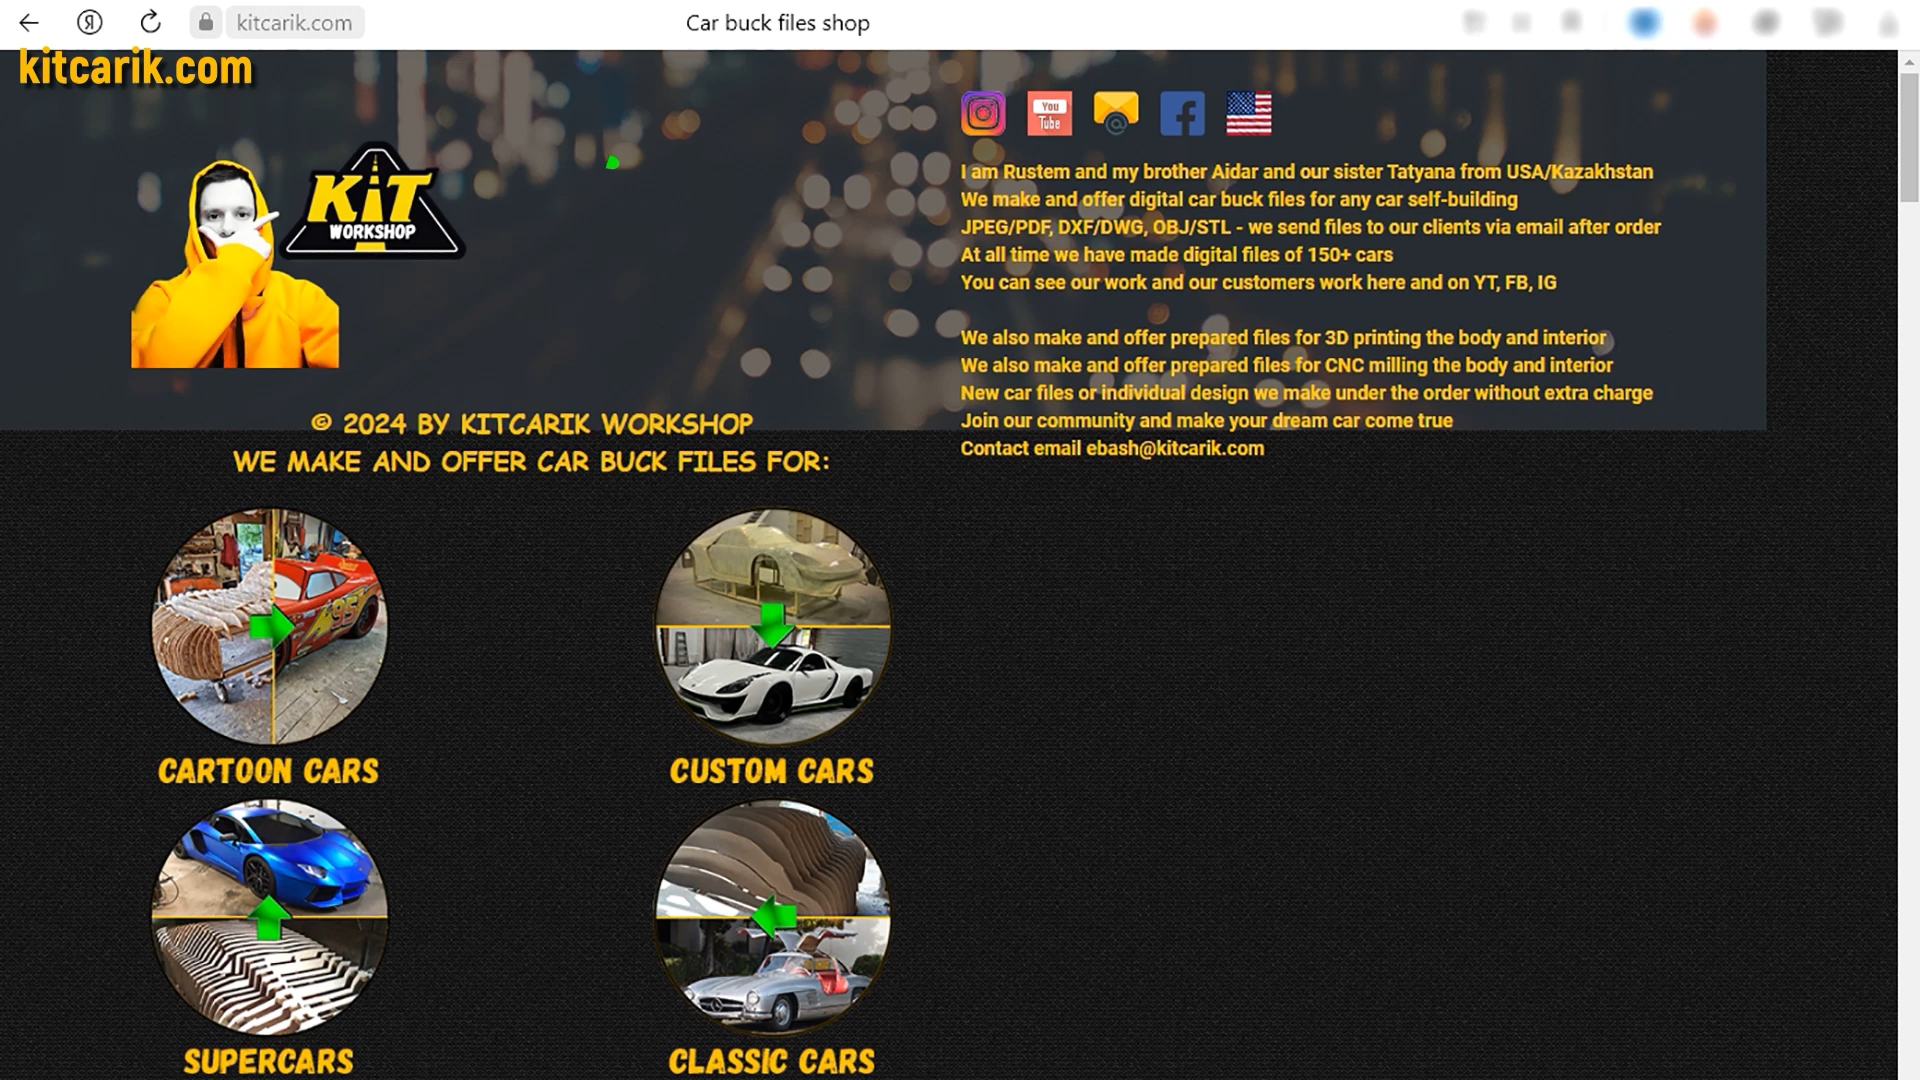 kitcarik.com
Car buck files shop
kitcarik.com
You
Tube
KiT
WORKSHOP
I am Rustem and my brother Aidar and our sister Tatyana from USA/Kazakhstan
We make and offer digital car buck files for any car self-building
JPEG/PDF, DXF/DWG, OBJ/STL - we send files to our clients via email after order
At all time we have made digital files of 150+ cars
You can see our work and our customers work here and on YT, FB, IG
We also make and offer prepared files for 3D printing the body and interior
We also make and offer prepared files for CNC milling the body and interior
New car files or individual design we make under the order without extra charge
Join our community and make your dream car come true
Contact email ebash@kitcarik.com
© 2024 BY KITCARIK WORKSHOP
WE MAKE AND OFFER CAR BUCK FILES FOR:
95
CARTOON CARS
CUSTOM CARS
SUPERCARS
CLASSIC CARS